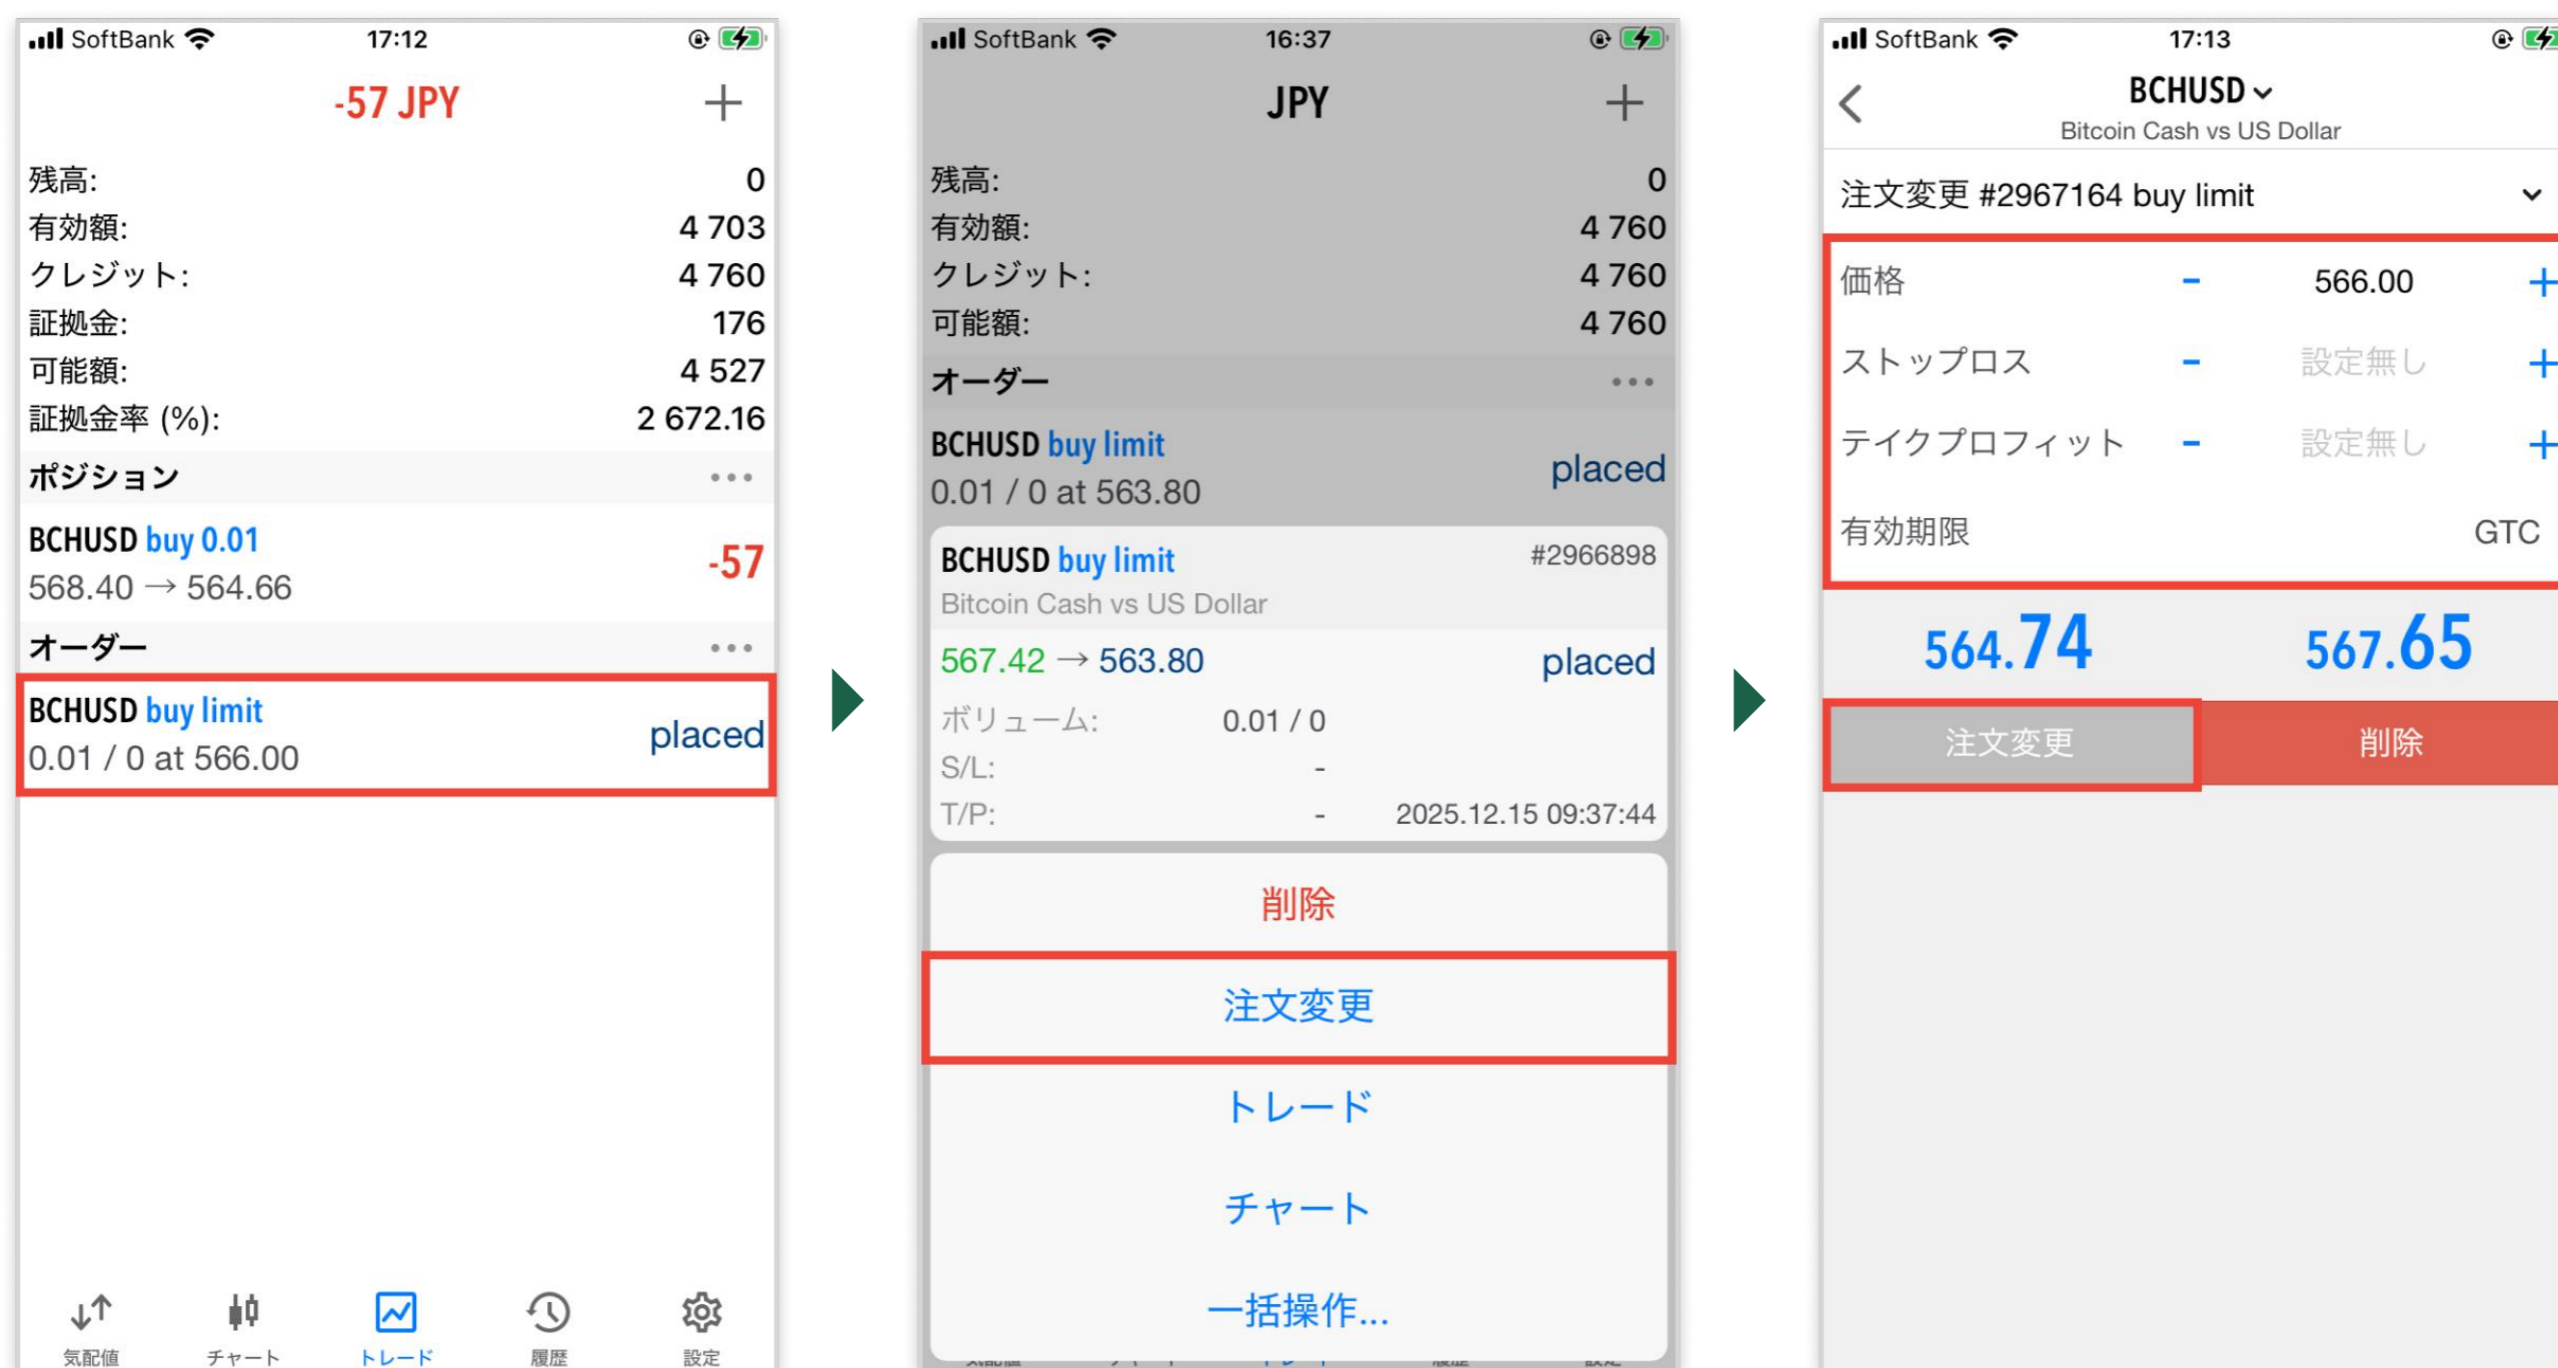 SoftBank 17:12
-57 JPY
残高: 0
有効額: 4 703
クレジット: 4 760
証拠金: 176
可能額: 4 527
証拠金率 (%): 2 672.16
ポジション
BCHUSD buy 0.01
-57
568.40 → 564.66
オーダー
BCHUSD buy limit
placed
0.01 / 0 at 566.00
気配値 チャート トレード 履歴 設定
SoftBank 16:37
JPY
残高: 0
有効額: 4 760
クレジット: 4 760
可能額: 4 760
オーダー
BCHUSD buy limit
placed
0.01 / 0 at 563.80
BCHUSD buy limit #2966898
Bitcoin Cash vs US Dollar
567.42 → 563.80 placed
ボリューム: 0.01 / 0
S/L: -
T/P: - 2025.12.15 09:37:44
削除
注文変更
トレード
チャート
一括操作...
SoftBank 17:13
BCHUSD
Bitcoin Cash vs US Dollar
注文変更 #2967164 buy limit
価格 - 566.00 +
ストップロス - 設定無し +
テイクプロフィット - 設定無し +
有効期限 GTC
564.74 567.65
注文変更 削除